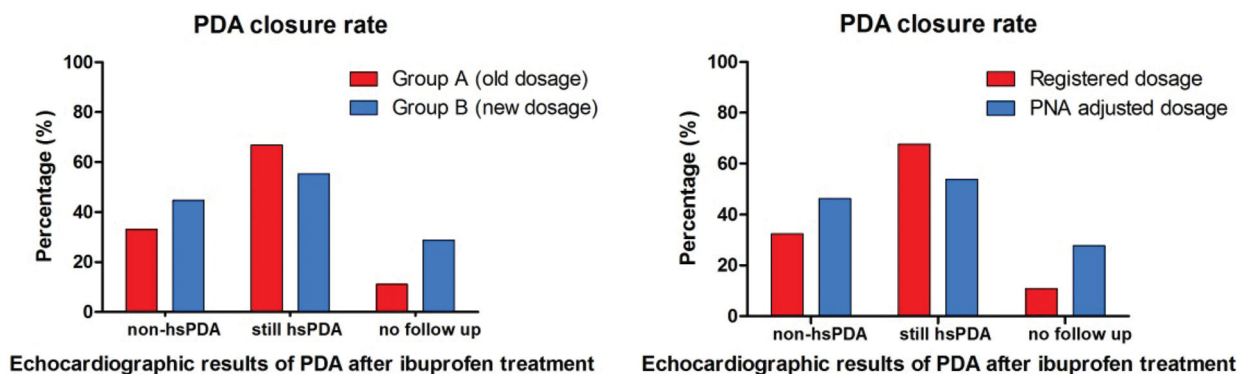 PDA closure rate
Percentage (%)
100
80
60
40
20
0
Group A (old dosage)
Group B (new dosage)
non-hsPDA
still hsPDA
no follow up
Echocardiographic results of PDA after ibuprofen treatment
PDA closure rate
Percentage (%)
100
80
60
40
20
0
Registered dosage
PNA adjusted dosage
non-hsPDA
still hsPDA
no follow up
Echocardiographic results of PDA after ibuprofen treatment